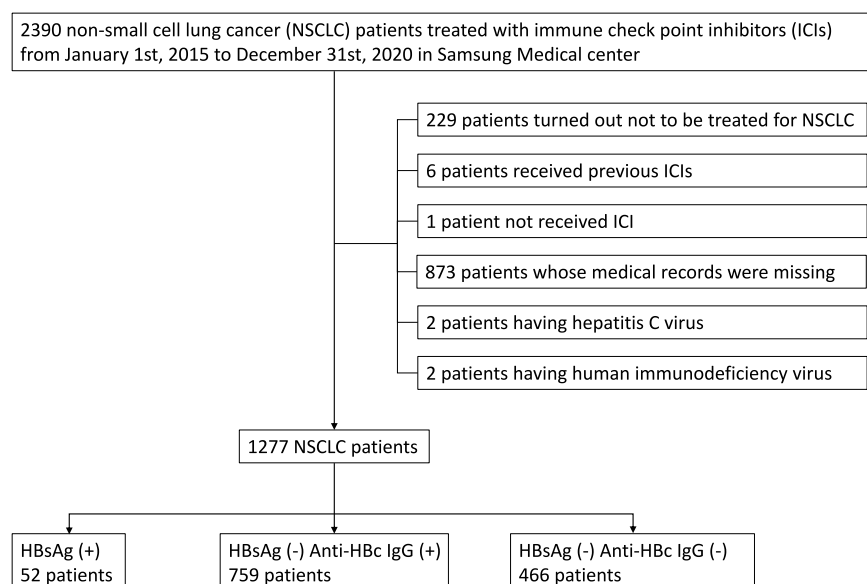 2390 non-small cell lung cancer (NSCLC) patients treated with immune check point inhibitors (ICIs)
from January 1st, 2015 to December 31st, 2020 in Samsung Medical center
229 patients turned out not to be treated for NSCLC
6 patients received previous ICIs
1 patient not received ICI
873 patients whose medical records were missing
2 patients having hepatitis C virus
2 patients having human immunodeficiency virus
1277 NSCLC patients
HBsAg (+)
52 patients
HBsAg (-) Anti-HBc IgG (+)
759 patients
HBsAg (-) Anti-HBc IgG (-)
466 patients